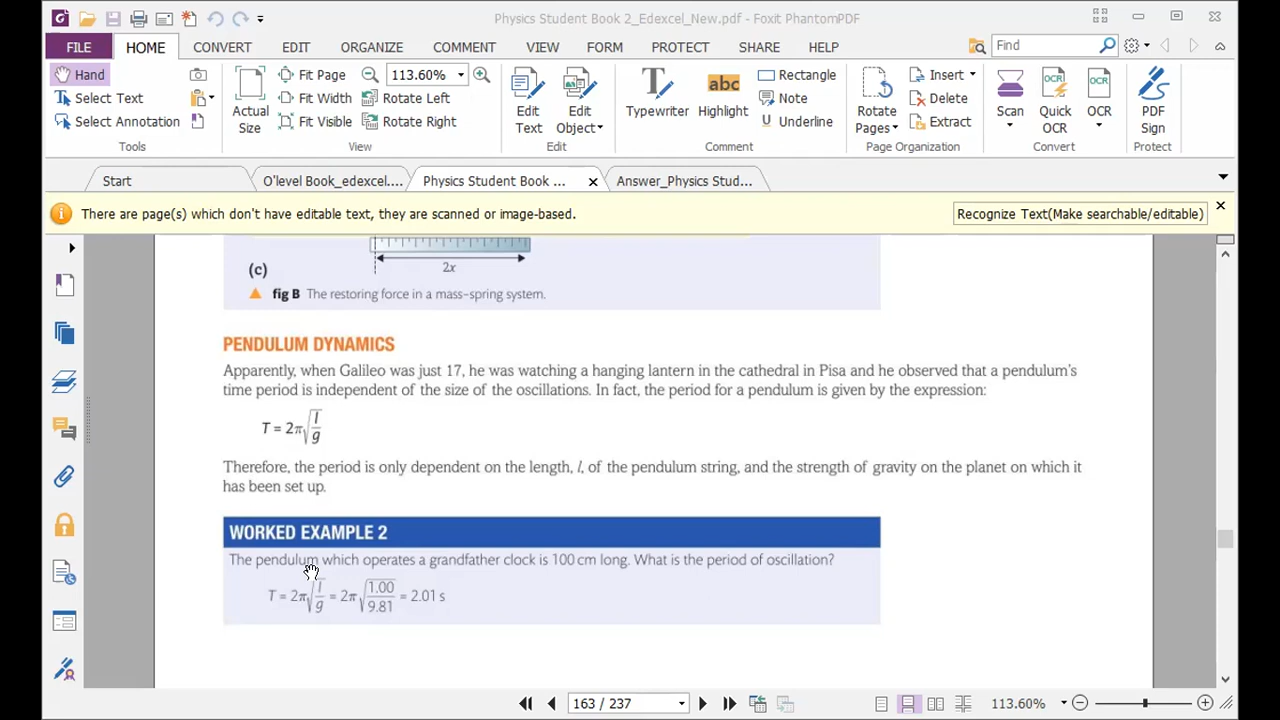 Physics Student Book 2_Edexcel_New.pdf - Foxit PhantomPDF
FILE HOME CONVERT EDIT ORGANIZE COMMENT VIEW FORM PROTECT SHARE HELP Find
Hand
Select Text
Select Annotation
Tools
Actual Size
Fit Page
Fit Width
Fit Visible
113.60%
Rotate Left
Rotate Right
View
Edit Text
Edit Object
Edit
Typewriter
abc
Highlight
Rectangle
Note
Underline
Comment
Rotate Pages
Insert
Delete
Extract
Page Organization
Scan
OCR
Quick OCR
OCR
OCR
Convert
PDF Sign
Protect
Start O'level Book_edexcel.... Physics Student Book ... Answer_Physics Stud...
There are page(s) which don't have editable text, they are scanned or image-based. Recognize Text(Make searchable/editable)
2x
(c)
fig B The restoring force in a mass–spring system.
PENDULUM DYNAMICS
Apparently, when Galileo was just 17, he was watching a hanging lantern in the cathedral in Pisa and he observed that a pendulum's
time period is independent of the size of the oscillations. In fact, the period for a pendulum is given by the expression:
T = 2π√(l/g)
Therefore, the period is only dependent on the length, l, of the pendulum string, and the strength of gravity on the planet on which it
has been set up.
WORKED EXAMPLE 2
The pendulum which operates a grandfather clock is 100 cm long. What is the period of oscillation?
T = 2π√(l/g) = 2π√(1.00/9.81) = 2.01 s
163 / 237
113.60%